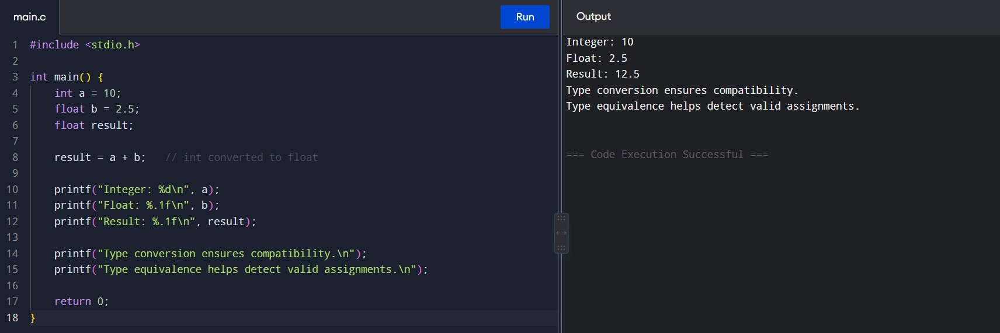 main.c
Run
1 #include <stdio.h>
2
3 int main() {
4 int a = 10;
5 float b = 2.5;
6 float result;
7
8 result = a + b; // int converted to float
9
10 printf("Integer: %d\n", a);
11 printf("Float: %.1f\n", b);
12 printf("Result: %.1f\n", result);
13
14 printf("Type conversion ensures compatibility.\n");
15 printf("Type equivalence helps detect valid assignments.\n");
16
17 return 0;
18 }
Output
Integer: 10
Float: 2.5
Result: 12.5
Type conversion ensures compatibility.
Type equivalence helps detect valid assignments.
=== Code Execution Successful ===